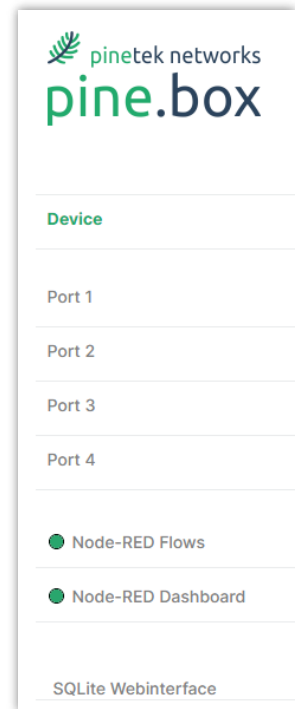 pinetek networks
pine.box
Device
Port 1
Port 2
Port 3
Port 4
Node-RED Flows
Node-RED Dashboard
SQLite Webinterface